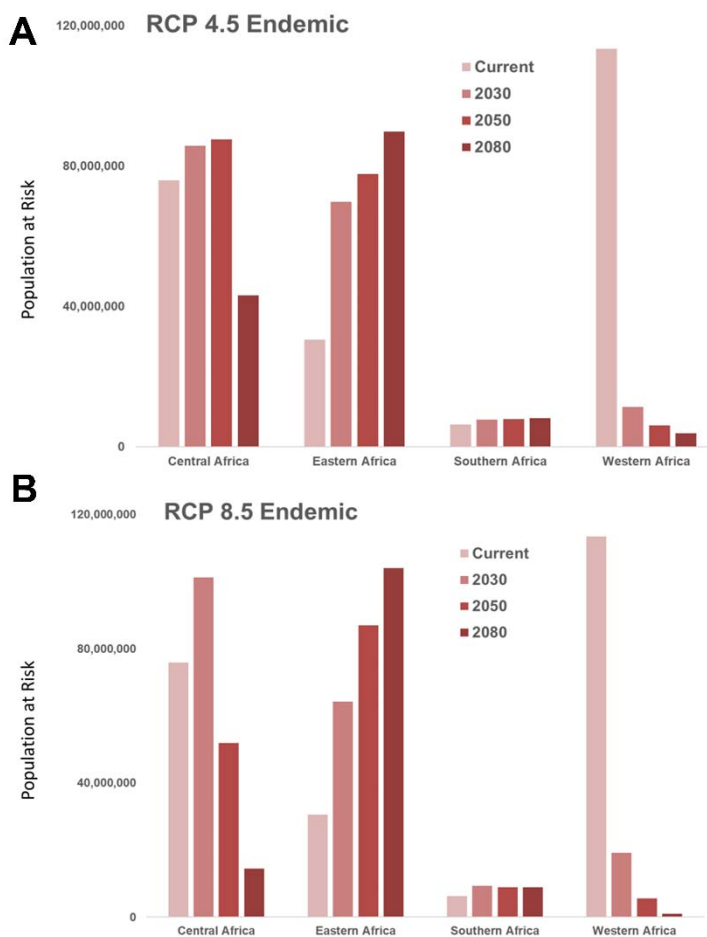 A
RCP 4.5 Endemic
120,000,000
80,000,000
40,000,000
0
Population at Risk
Current
2030
2050
2080
Central Africa
Eastern Africa
Southern Africa
Western Africa
B
RCP 8.5 Endemic
120,000,000
80,000,000
40,000,000
0
Population at Risk
Current
2030
2050
2080
Central Africa
Eastern Africa
Southern Africa
Western Africa